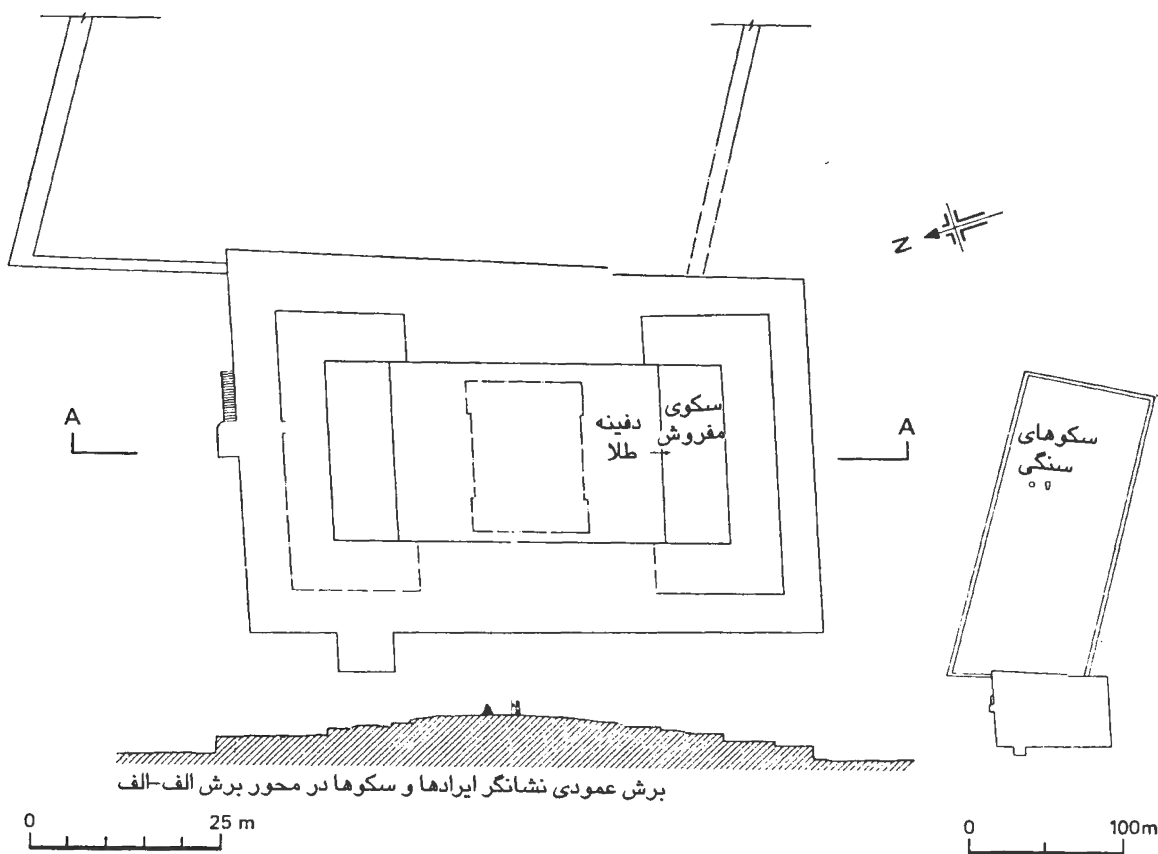 N
A
A
دفینه
طلا
سکوی
مفروش
سکوهای
سنگی
برش عمودی نشانگر ایرادها و سکوها در محور برش الف-الف
0 25 m
0 100m